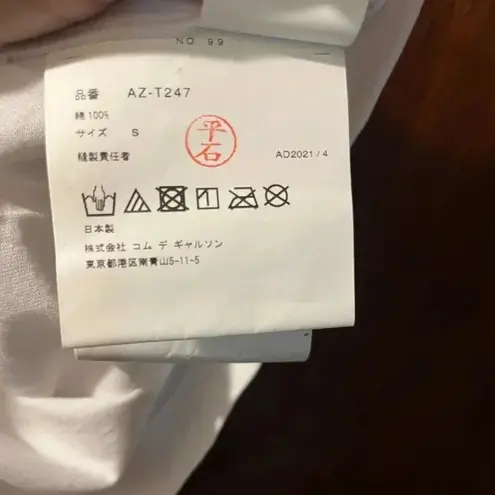 NO 99
品番 AZ-T247
綿 100%
サイズ S
縫製責任者
平石
AD2021 / 4
日本製
株式会社 コム デ ギャルソン
東京都港区南青山5-11-5